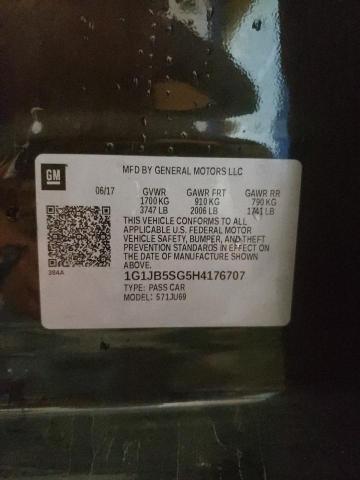 GM
MFD BY GENERAL MOTORS LLC
06/17 GVWR GAWR FRT GAWR RR
1700 KG 910 KG 790 KG
3747 LB 2006 LB 1741 LB
THIS VEHICLE CONFORMS TO ALL
APPLICABLE U.S. FEDERAL MOTOR
VEHICLE SAFETY, BUMPER, AND THEFT
PREVENTION STANDARDS IN EFFECT ON
THE DATE OF MANUFACTURE SHOWN
ABOVE.
384A
1G1JB5SG5H4176707
TYPE: PASS CAR
MODEL: 571JU69